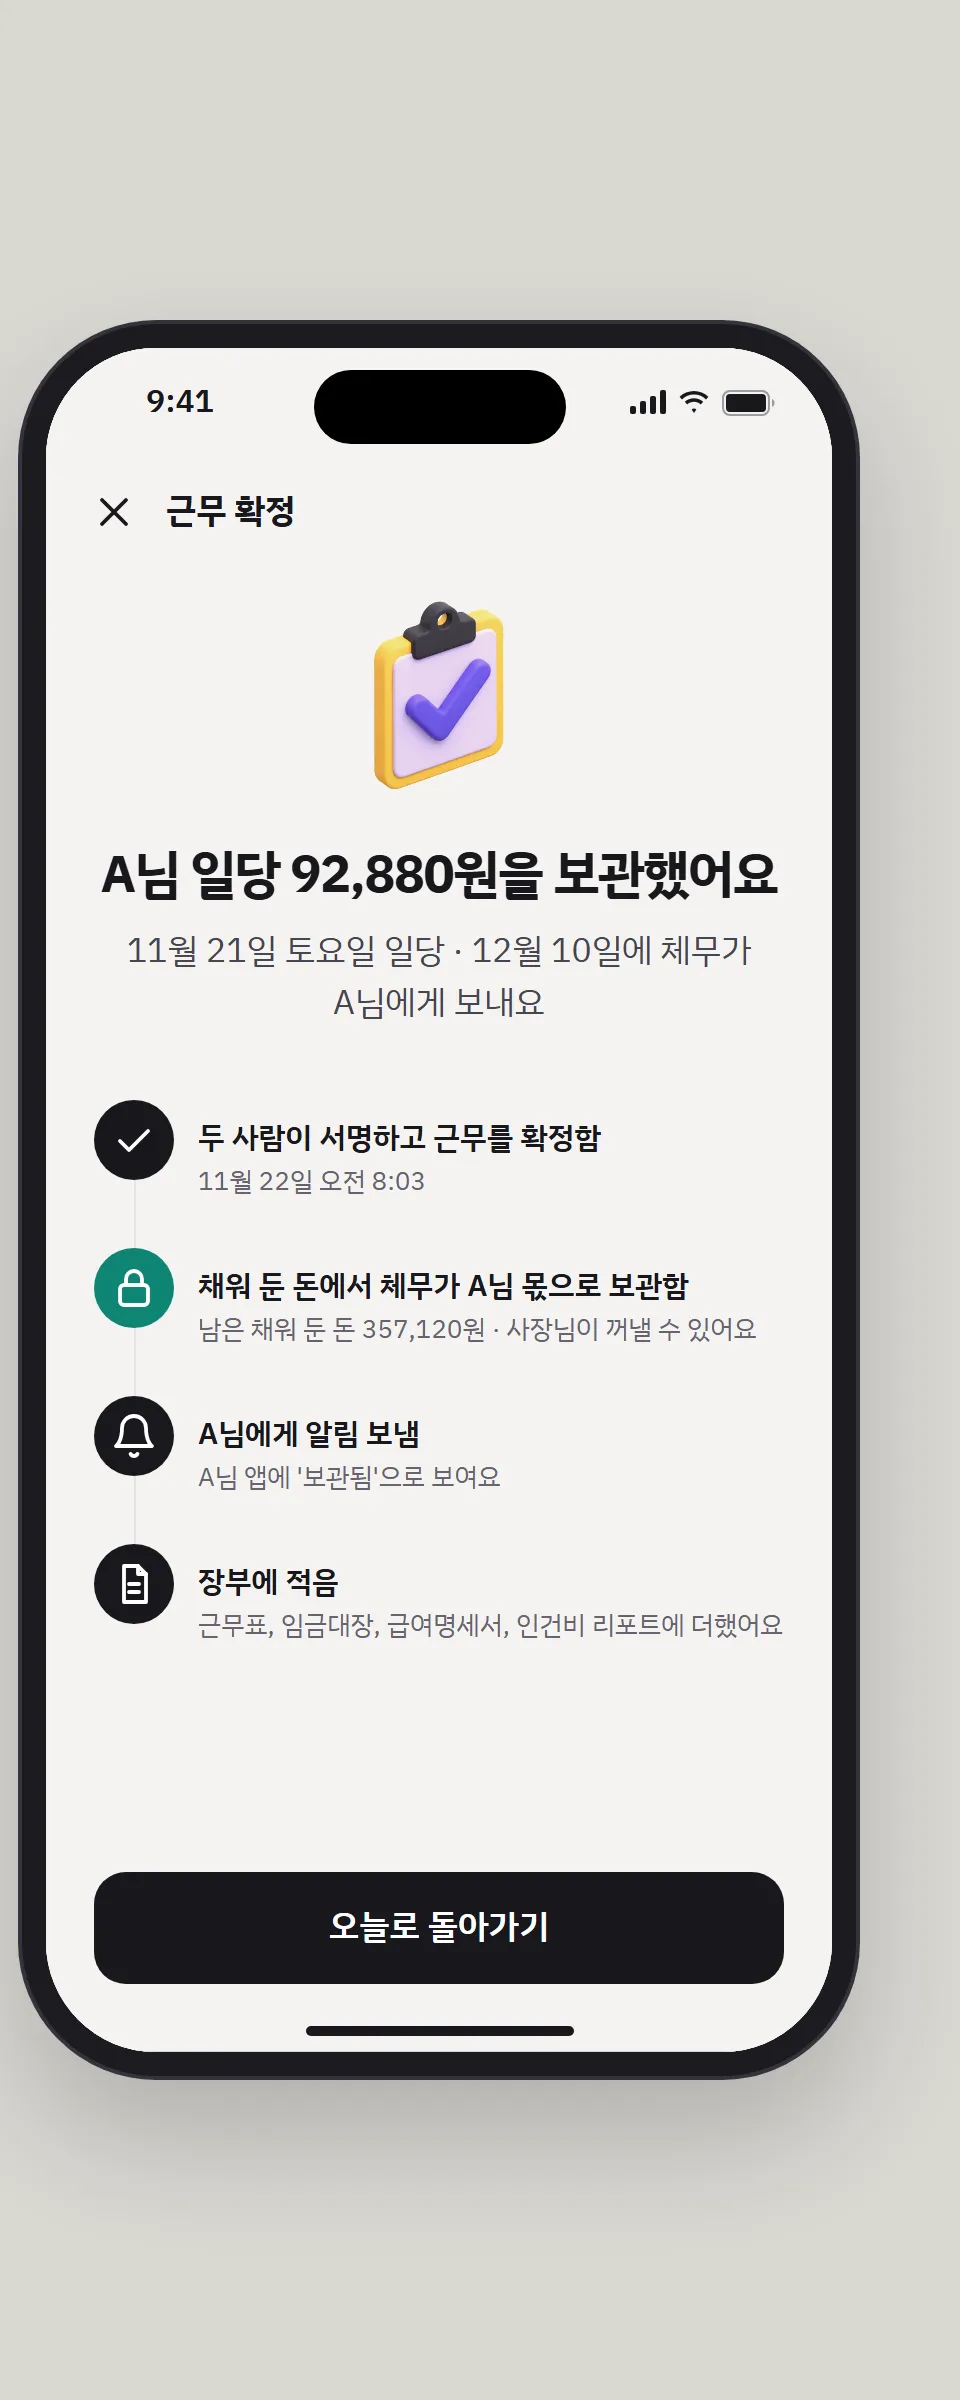 9:41
근무 확정
A님 일당 92,880원을 보관했어요
11월 21일 토요일 일당 · 12월 10일에 체무가
A님에게 보내요
두 사람이 서명하고 근무를 확정함
11월 22일 오전 8:03
채워 둔 돈에서 체무가 A님 몫으로 보관함
남은 채워 둔 돈 357,120원 · 사장님이 꺼낼 수 있어요
A님에게 알림 보냄
A님 앱에 '보관됨'으로 보여요
장부에 적음
근무표, 임금대장, 급여명세서, 인건비 리포트에 더했어요
오늘로 돌아가기